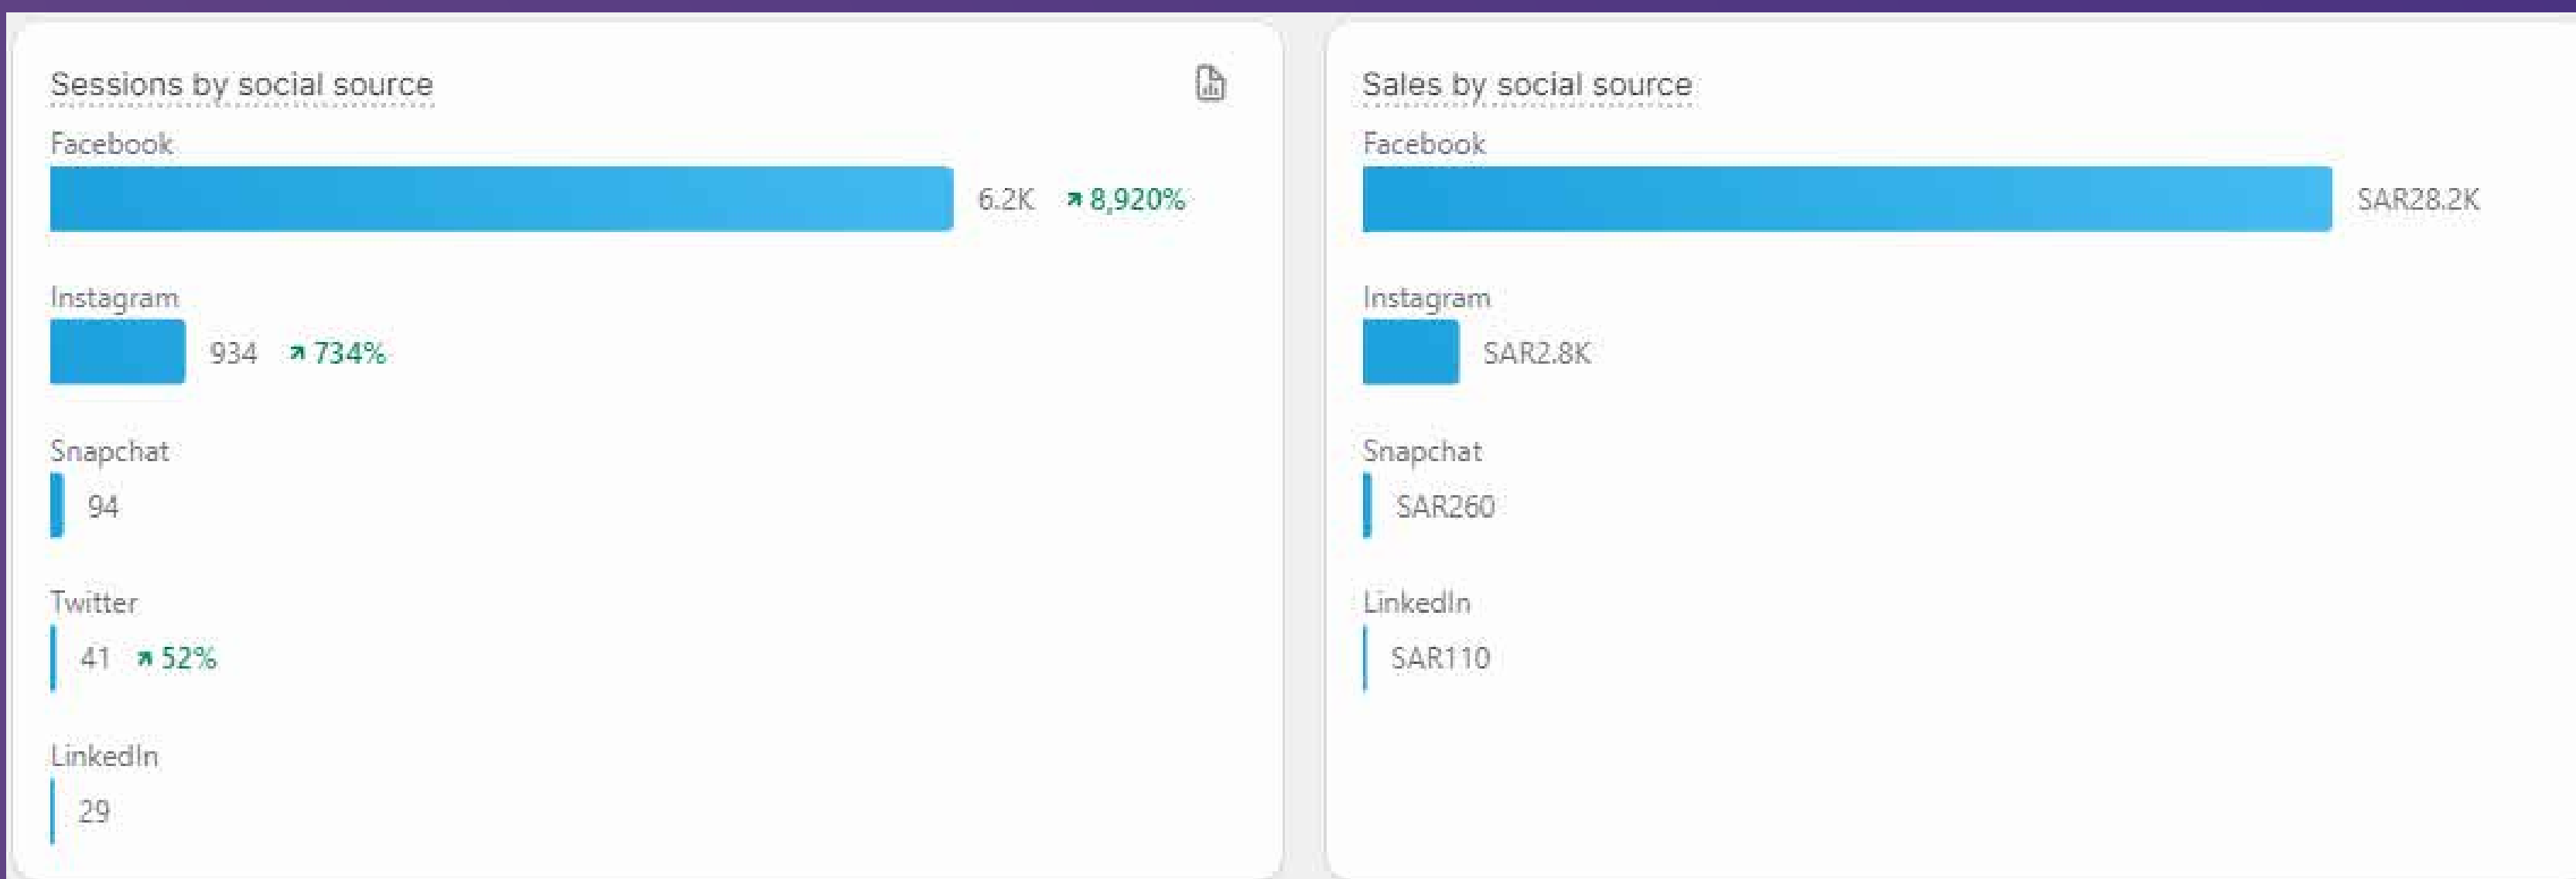 Sessions by social source
Facebook
6.2K ↗ 8,920%
Instagram
934 ↗ 734%
Snapchat
94
Twitter
41 ↗ 52%
LinkedIn
29
Sales by social source
Facebook
SAR28.2K
Instagram
SAR2.8K
Snapchat
SAR260
LinkedIn
SAR110